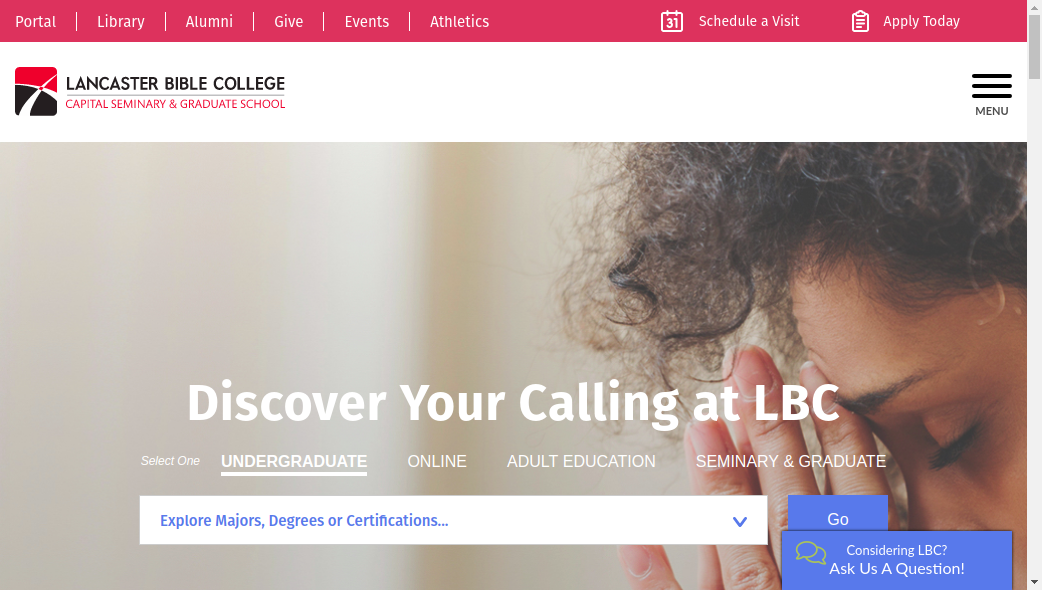 Portal Library Alumni Give Events Athletics Schedule a Visit Apply Today
31
LANCASTER BIBLE COLLEGE
CAPITAL SEMINARY & GRADUATE SCHOOL
MENU
Discover Your Calling at LBC
Select One UNDERGRADUATE ONLINE ADULT EDUCATION SEMINARY & GRADUATE
Explore Majors, Degrees or Certifications... Go
Considering LBC?
Ask Us A Question!